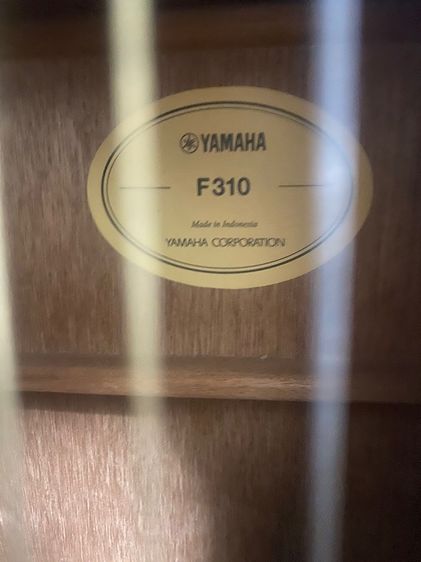 YAMAHA
F310
Made in Indonesia
YAMAHA CORPORATION